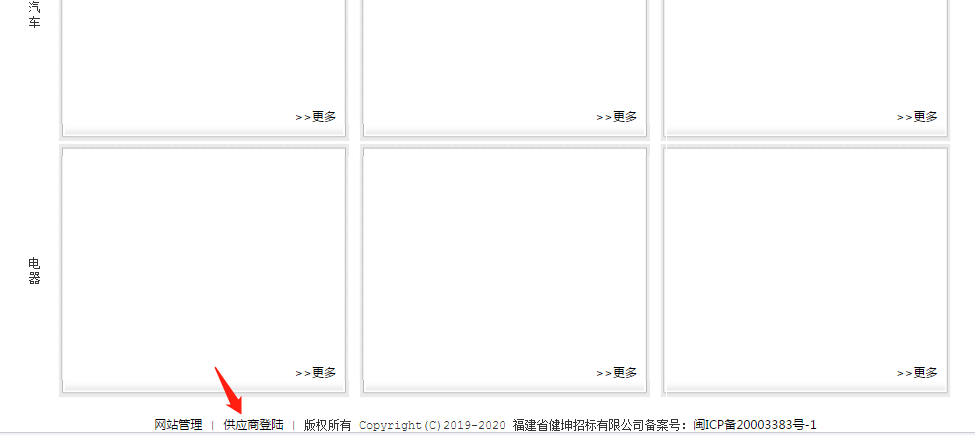 汽
车
>>更多 >>更多 >>更多
电
器
>>更多 >>更多 >>更多
网站管理 | 供应商登陆 | 版权所有 Copyright(C)2019-2020 福建省健坤招标有限公司备案号：闽ICP备20003383号-1